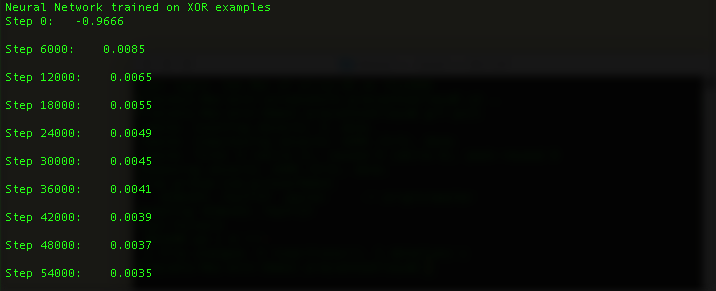 Neural Network trained on XOR examples
Step 0:   -0.9666
Step 6000:    0.0085
Step 12000:    0.0065
Step 18000:    0.0055
Step 24000:    0.0049
Step 30000:    0.0045
Step 36000:    0.0041
Step 42000:    0.0039
Step 48000:    0.0037
Step 54000:    0.0035